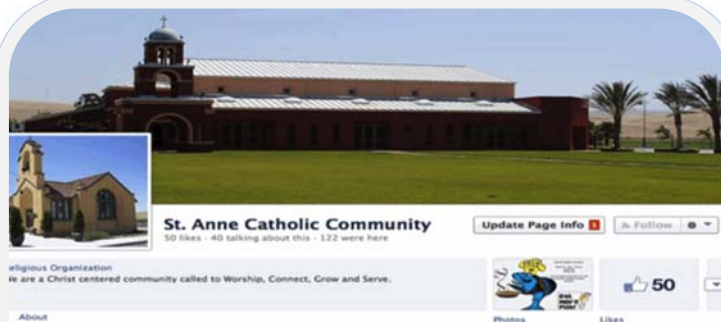 St. Anne Catholic Community
Update Page Info 1
Follow
50 likes · 40 talking about this · 122 were here
eligious Organization
We are a Christ centered community called to Worship, Connect, Grow and Serve.
50
About
Photos
Likes